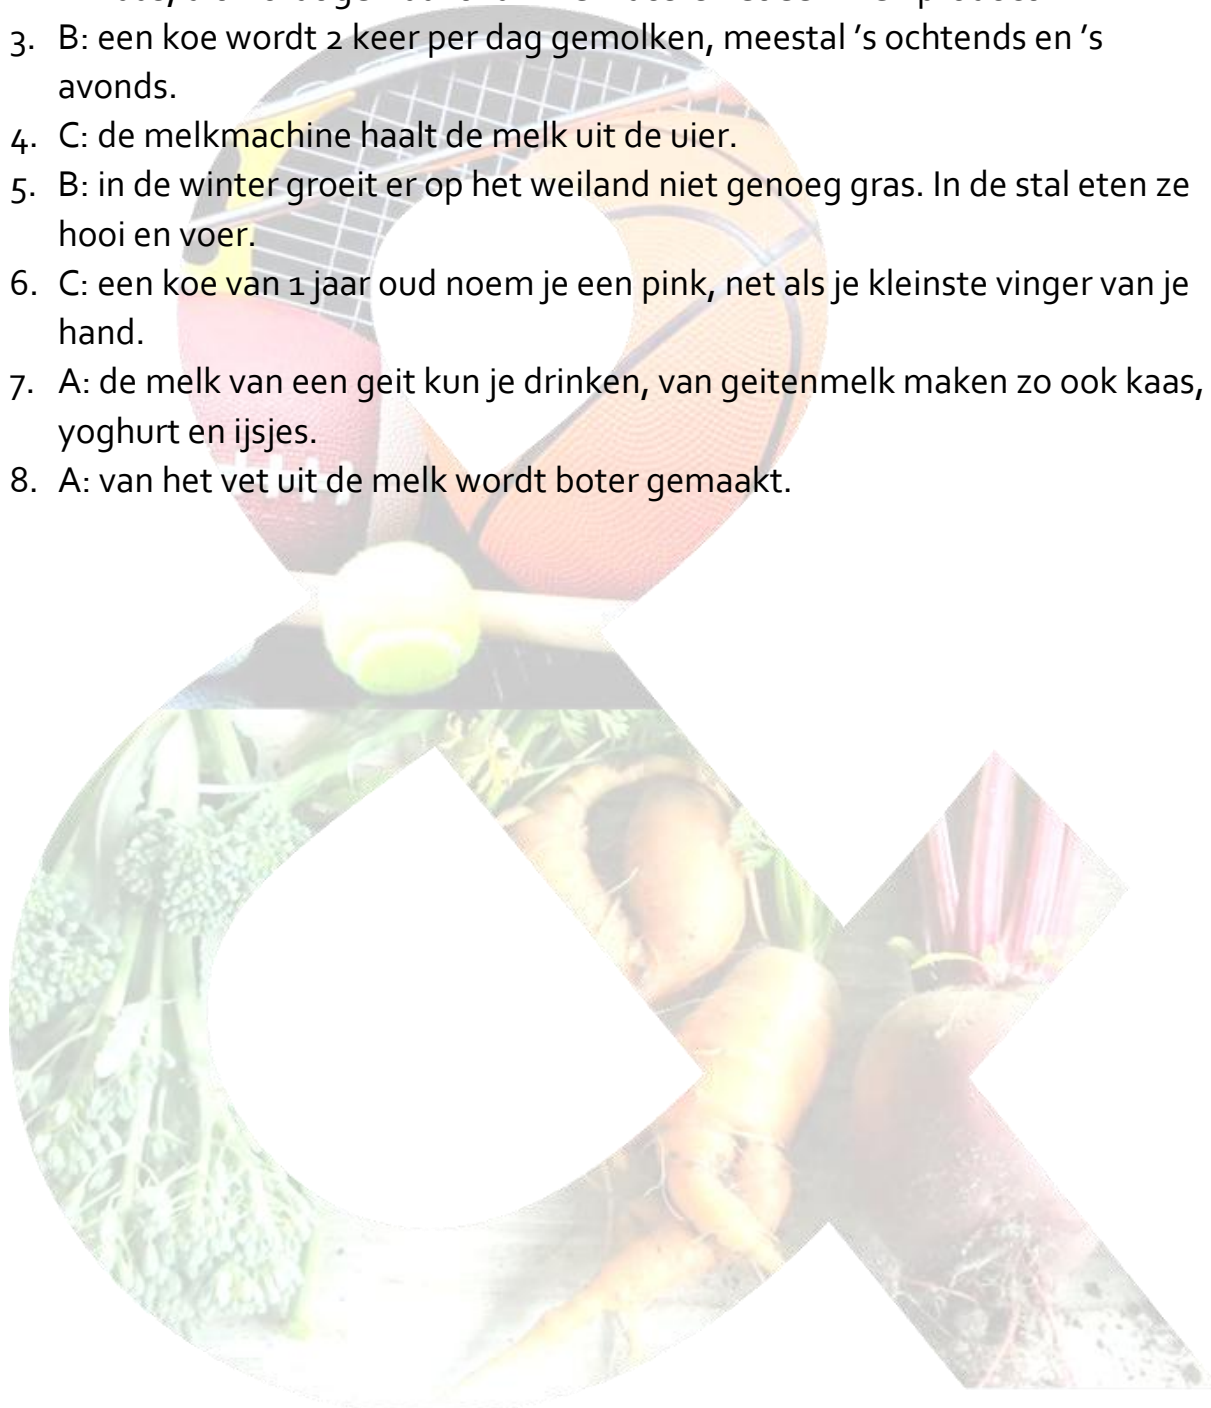 3. B: een koe wordt 2 keer per dag gemolken, meestal ’s ochtends en ’s
avonds.
4. C: de melkmachine haalt de melk uit de uier.
5. B: in de winter groeit er op het weiland niet genoeg gras. In de stal eten ze
hooi en voer.
6. C: een koe van 1 jaar oud noem je een pink, net als je kleinste vinger van je
hand.
7. A: de melk van een geit kun je drinken, van geitenmelk maken zo ook kaas,
yoghurt en ijsjes.
8. A: van het vet uit de melk wordt boter gemaakt.